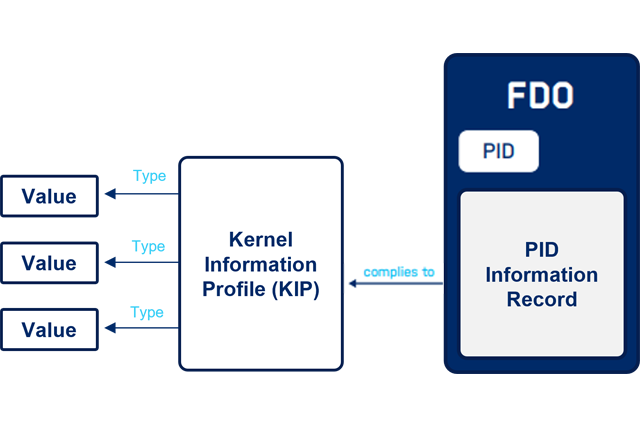 FDO
PID
Type
Value
Kernel
Information
Profile (KIP)
PID
Information
Record
complies to
Type
Value
Type
Value